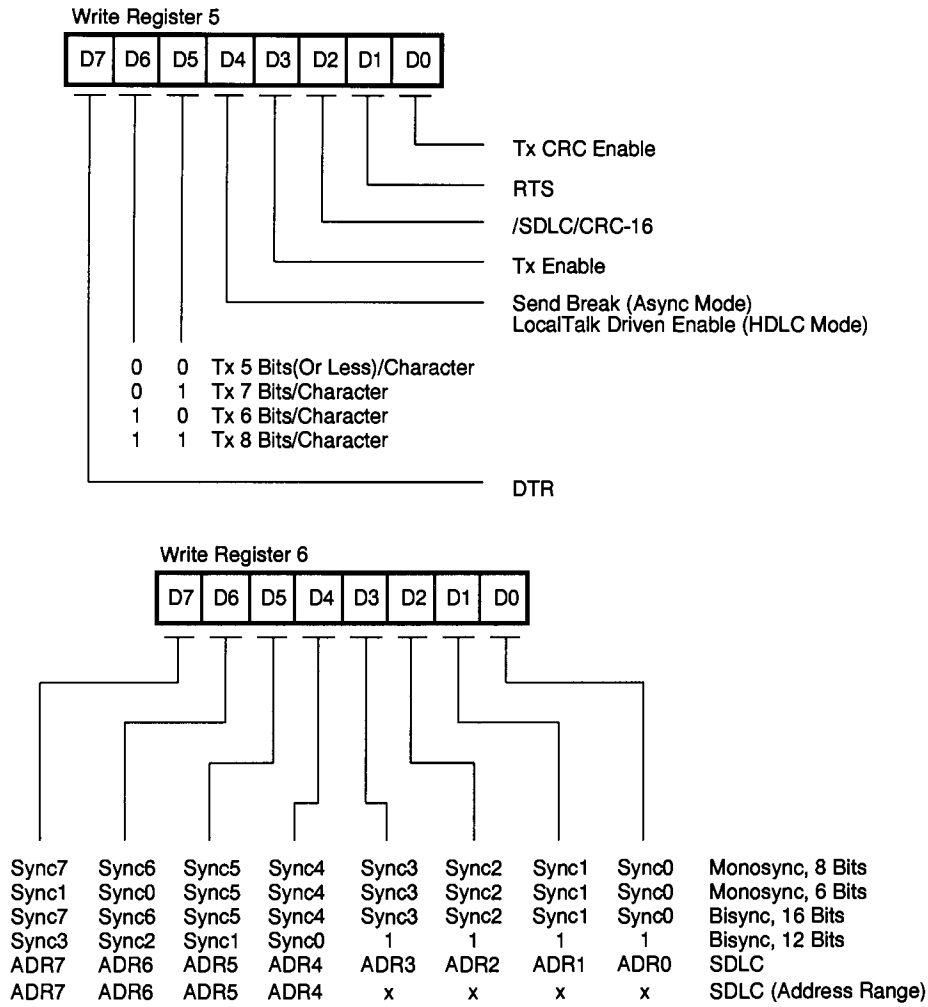 Write Register 5
D7 D6 D5 D4 D3 D2 D1 D0
Tx CRC Enable
RTS
/SDLC/CRC-16
Tx Enable
Send Break (Async Mode)
LocalTalk Driven Enable (HDLC Mode)
0 0 Tx 5 Bits(Or Less)/Character
0 1 Tx 7 Bits/Character
1 0 Tx 6 Bits/Character
1 1 Tx 8 Bits/Character
DTR
Write Register 6
D7 D6 D5 D4 D3 D2 D1 D0
Sync7 Sync6 Sync5 Sync4 Sync3 Sync2 Sync1 Sync0 Monosync, 8 Bits
Sync1 Sync0 Sync5 Sync4 Sync3 Sync2 Sync1 Sync0 Monosync, 6 Bits
Sync7 Sync6 Sync5 Sync4 Sync3 Sync2 Sync1 Sync0 Bisync, 16 Bits
Sync3 Sync2 Sync1 Sync0 1 1 1 1 Bisync, 12 Bits
ADR7 ADR6 ADR5 ADR4 ADR3 ADR2 ADR1 ADR0 SDLC
ADR7 ADR6 ADR5 ADR4 x x x x SDLC (Address Range)